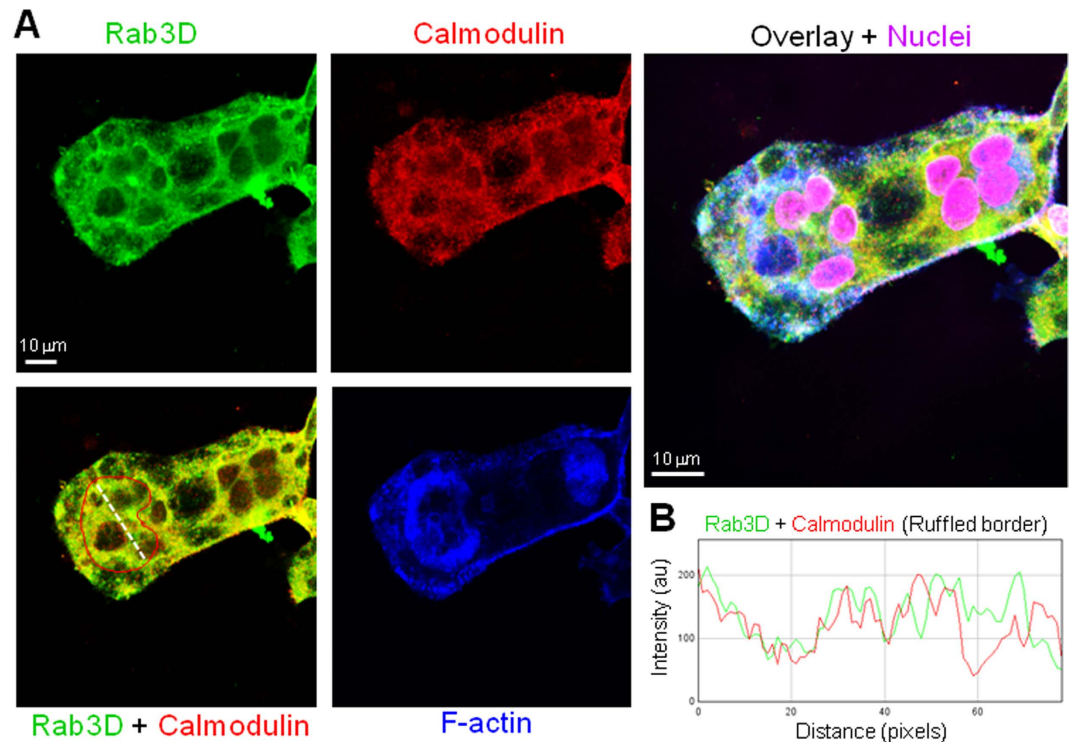 A
Rab3D
Calmodulin
Overlay + Nuclei
10 μm
Rab3D + Calmodulin
F-actin
10 μm
B
Rab3D + Calmodulin (Ruffled border)
Intensity (au)
200
100
0
0
20
40
60
Distance (pixels)